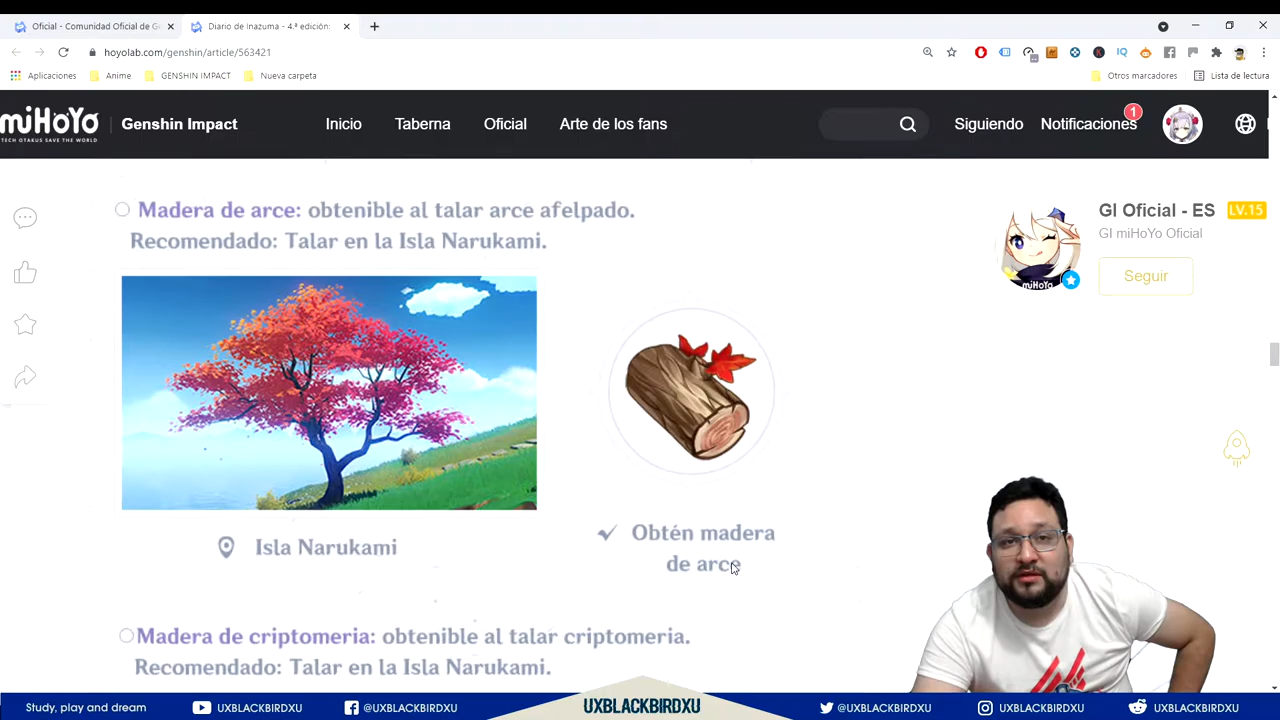 Oficial - Comunidad Oficial de Ge
Diario de Inazuma - 4.ª edición:
hoyolab.com/genshin/article/563421
IQ
Aplicaciones
Anime
GENSHIN IMPACT
Nueva carpeta
Otros marcadores
Lista de lectura
miHoYo
TECH OTAKUS SAVE THE WORLD
Genshin Impact
Inicio
Taberna
Oficial
Arte de los fans
Siguiendo
Notificaciones
1
Madera de arce: obtenible al talar arce afelpado.
Recomendado: Talar en la Isla Narukami.
GI Oficial - ES
LV.15
GI miHoYo Oficial
miHoYo
Seguir
Isla Narukami
Obtén madera
de arce
Madera de criptomeria: obtenible al talar criptomeria.
Recomendado: Talar en la Isla Narukami.
Study, play and dream
UXBLACKBIRDXU
@UXBLACKBIRDXU
UXBLACKBIRDXU
@UXBLACKBIRDXU
UXBLACKBIRDXU
UXBLACKBIRDXU